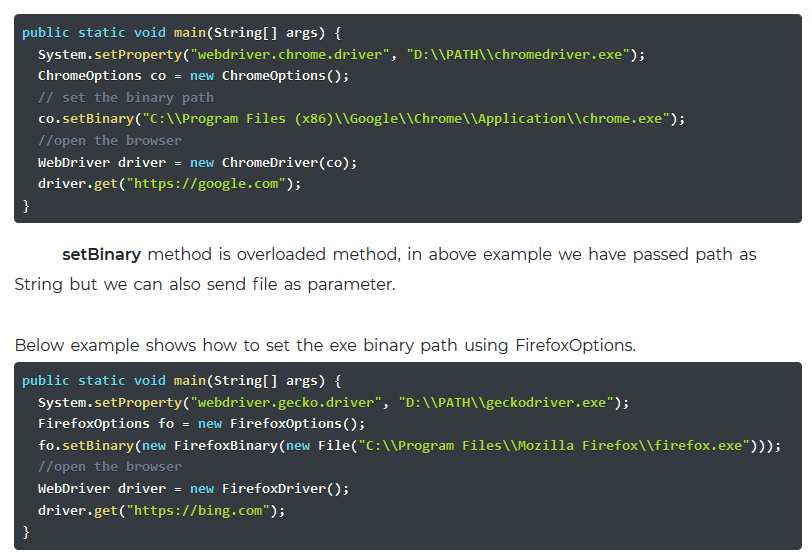 public static void main(String[] args) {
  System.setProperty("webdriver.chrome.driver", "D:\\PATH\\chromedriver.exe");
  ChromeOptions co = new ChromeOptions();
  // set the binary path
  co.setBinary("C:\\Program Files (x86)\\Google\\Chrome\\Application\\chrome.exe");
  //open the browser
  WebDriver driver = new ChromeDriver(co);
  driver.get("https://google.com");
}
setBinary method is overloaded method, in above example we have passed path as
String but we can also send file as parameter.
Below example shows how to set the exe binary path using FirefoxOptions.
public static void main(String[] args) {
  System.setProperty("webdriver.gecko.driver", "D:\\PATH\\geckodriver.exe");
  FirefoxOptions fo = new FirefoxOptions();
  fo.setBinary(new FirefoxBinary(new File("C:\\Program Files\\Mozilla Firefox\\firefox.exe")));
  //open the browser
  WebDriver driver = new FirefoxDriver();
  driver.get("https://bing.com");
}